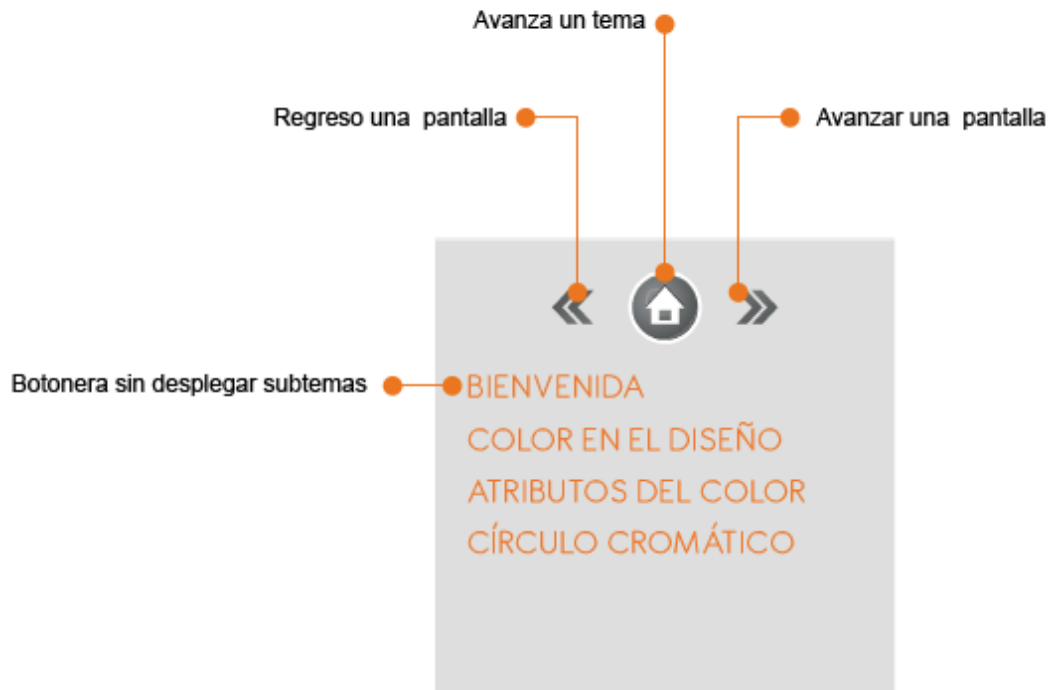 Avanza un tema
Regreso una pantalla
Avanzar una pantalla
Botonera sin desplegar subtemas
BIENVENIDA
COLOR EN EL DISEÑO
ATRIBUTOS DEL COLOR
CÍRCULO CROMÁTICO